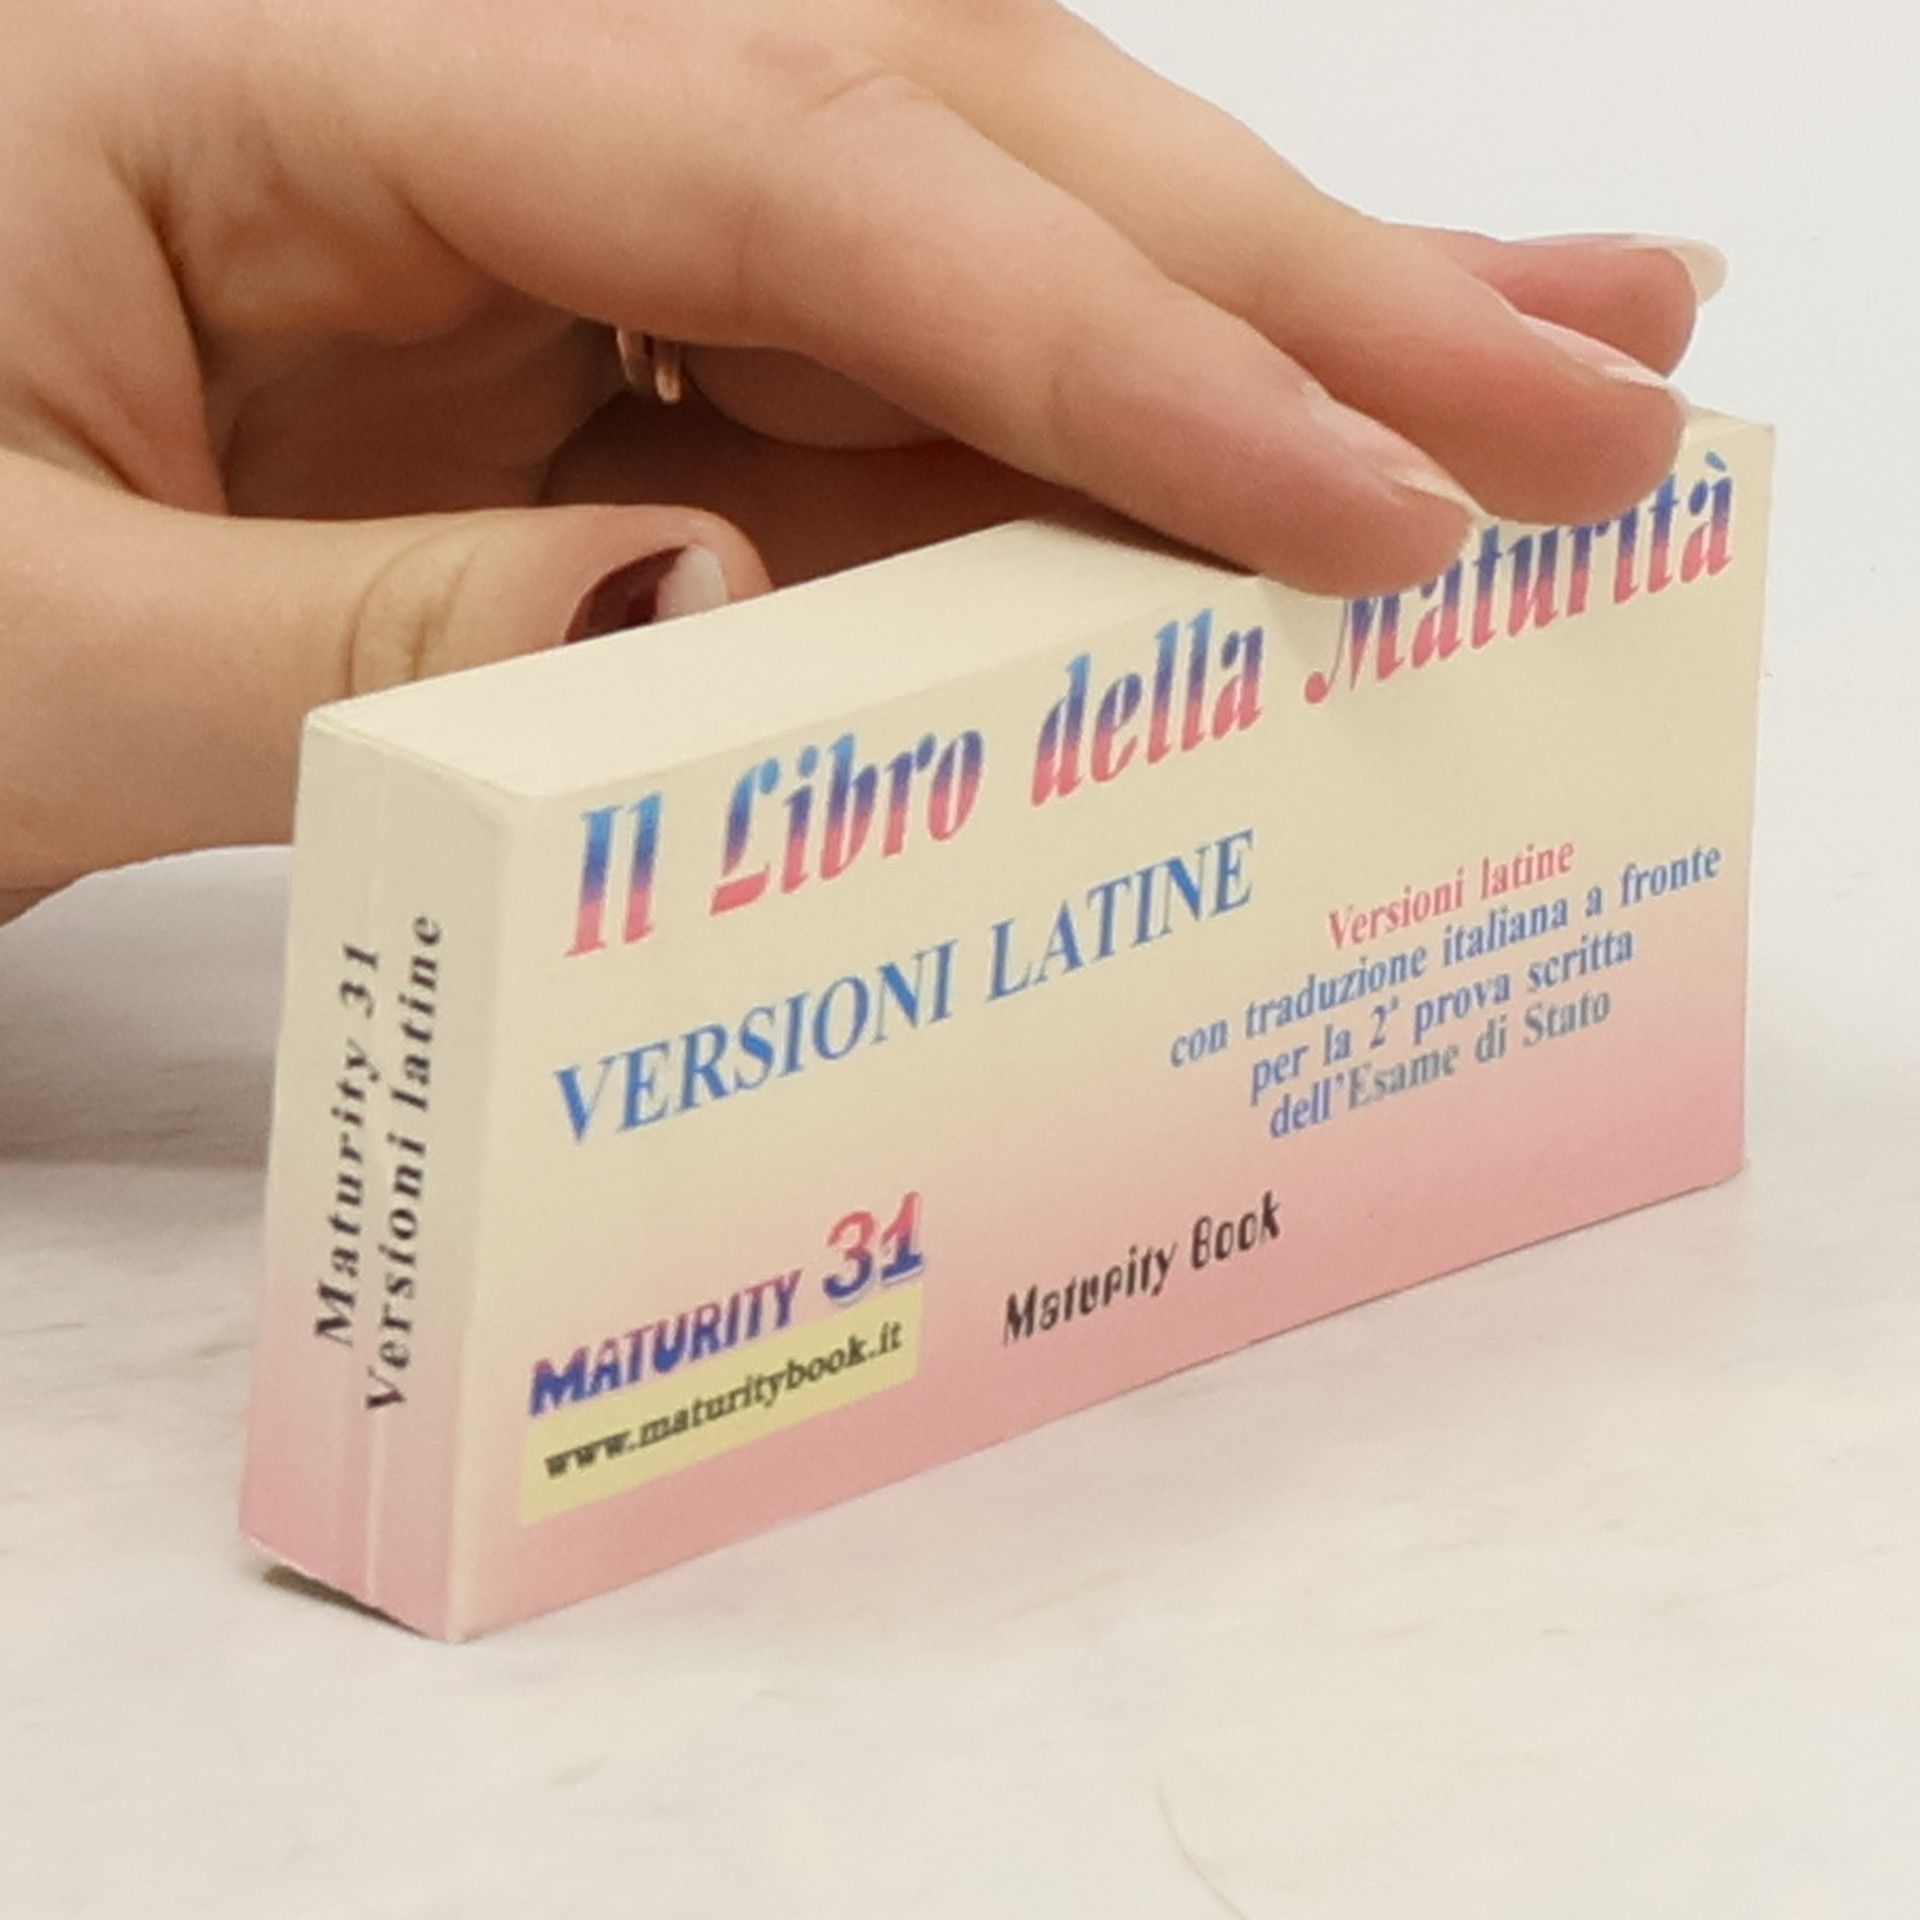 Il Libro della Maturità
VERSIONI LATINE
Versioni latine
con traduzione italiana a fronte
per la 2ª prova scritta
dell'Esame di Stato
MATURITY 31
www.maturitybook.it
Maturity Book
Maturity 31
Versioni latine